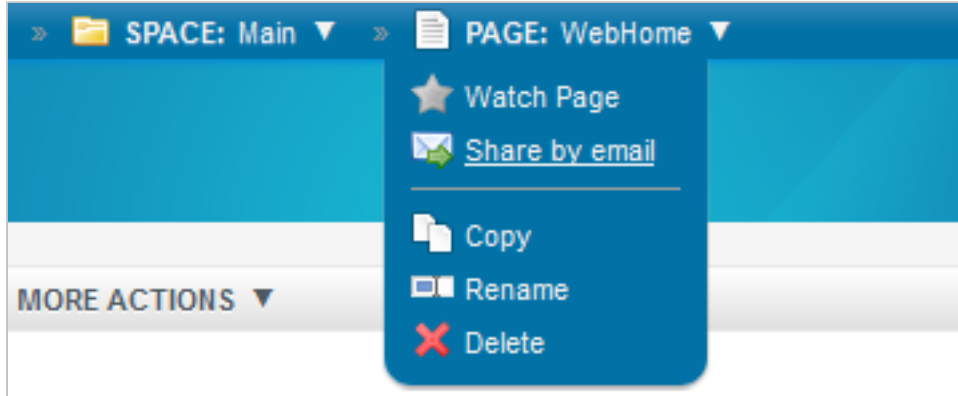 » SPACE: Main ▼ » PAGE: WebHome ▼
Watch Page
Share by email
Copy
MORE ACTIONS ▼
Rename
Delete